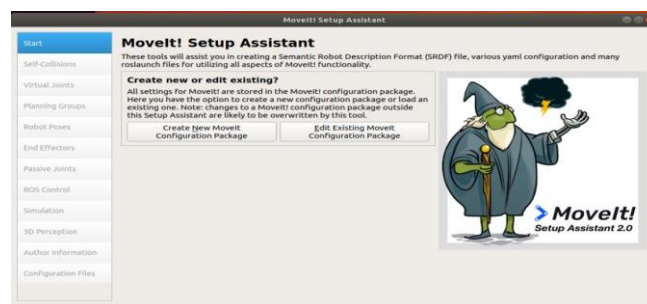 MoveIt! Setup Assistant
Start
Self-Collisions
Virtual Joints
Planning Groups
Robot Poses
End Effectors
Passive Joints
ROS Control
Simulation
3D Perception
Author Information
Configuration Files
MoveIt! Setup Assistant
These tools will assist you in creating a Semantic Robot Description Format (SRDF) file, various yaml configuration and many
roslaunch files for utilizing all aspects of MoveIt! functionality.
Create new or edit existing?
All settings for MoveIt! are stored in the MoveIt! configuration package.
Here you have the option to create a new configuration package or load an
existing one. Note: changes to a MoveIt! configuration package outside
this Setup Assistant are likely to be overwritten by this tool.
Create New MoveIt
Configuration Package
Edit Existing MoveIt
Configuration Package
MoveIt!
Setup Assistant 2.0